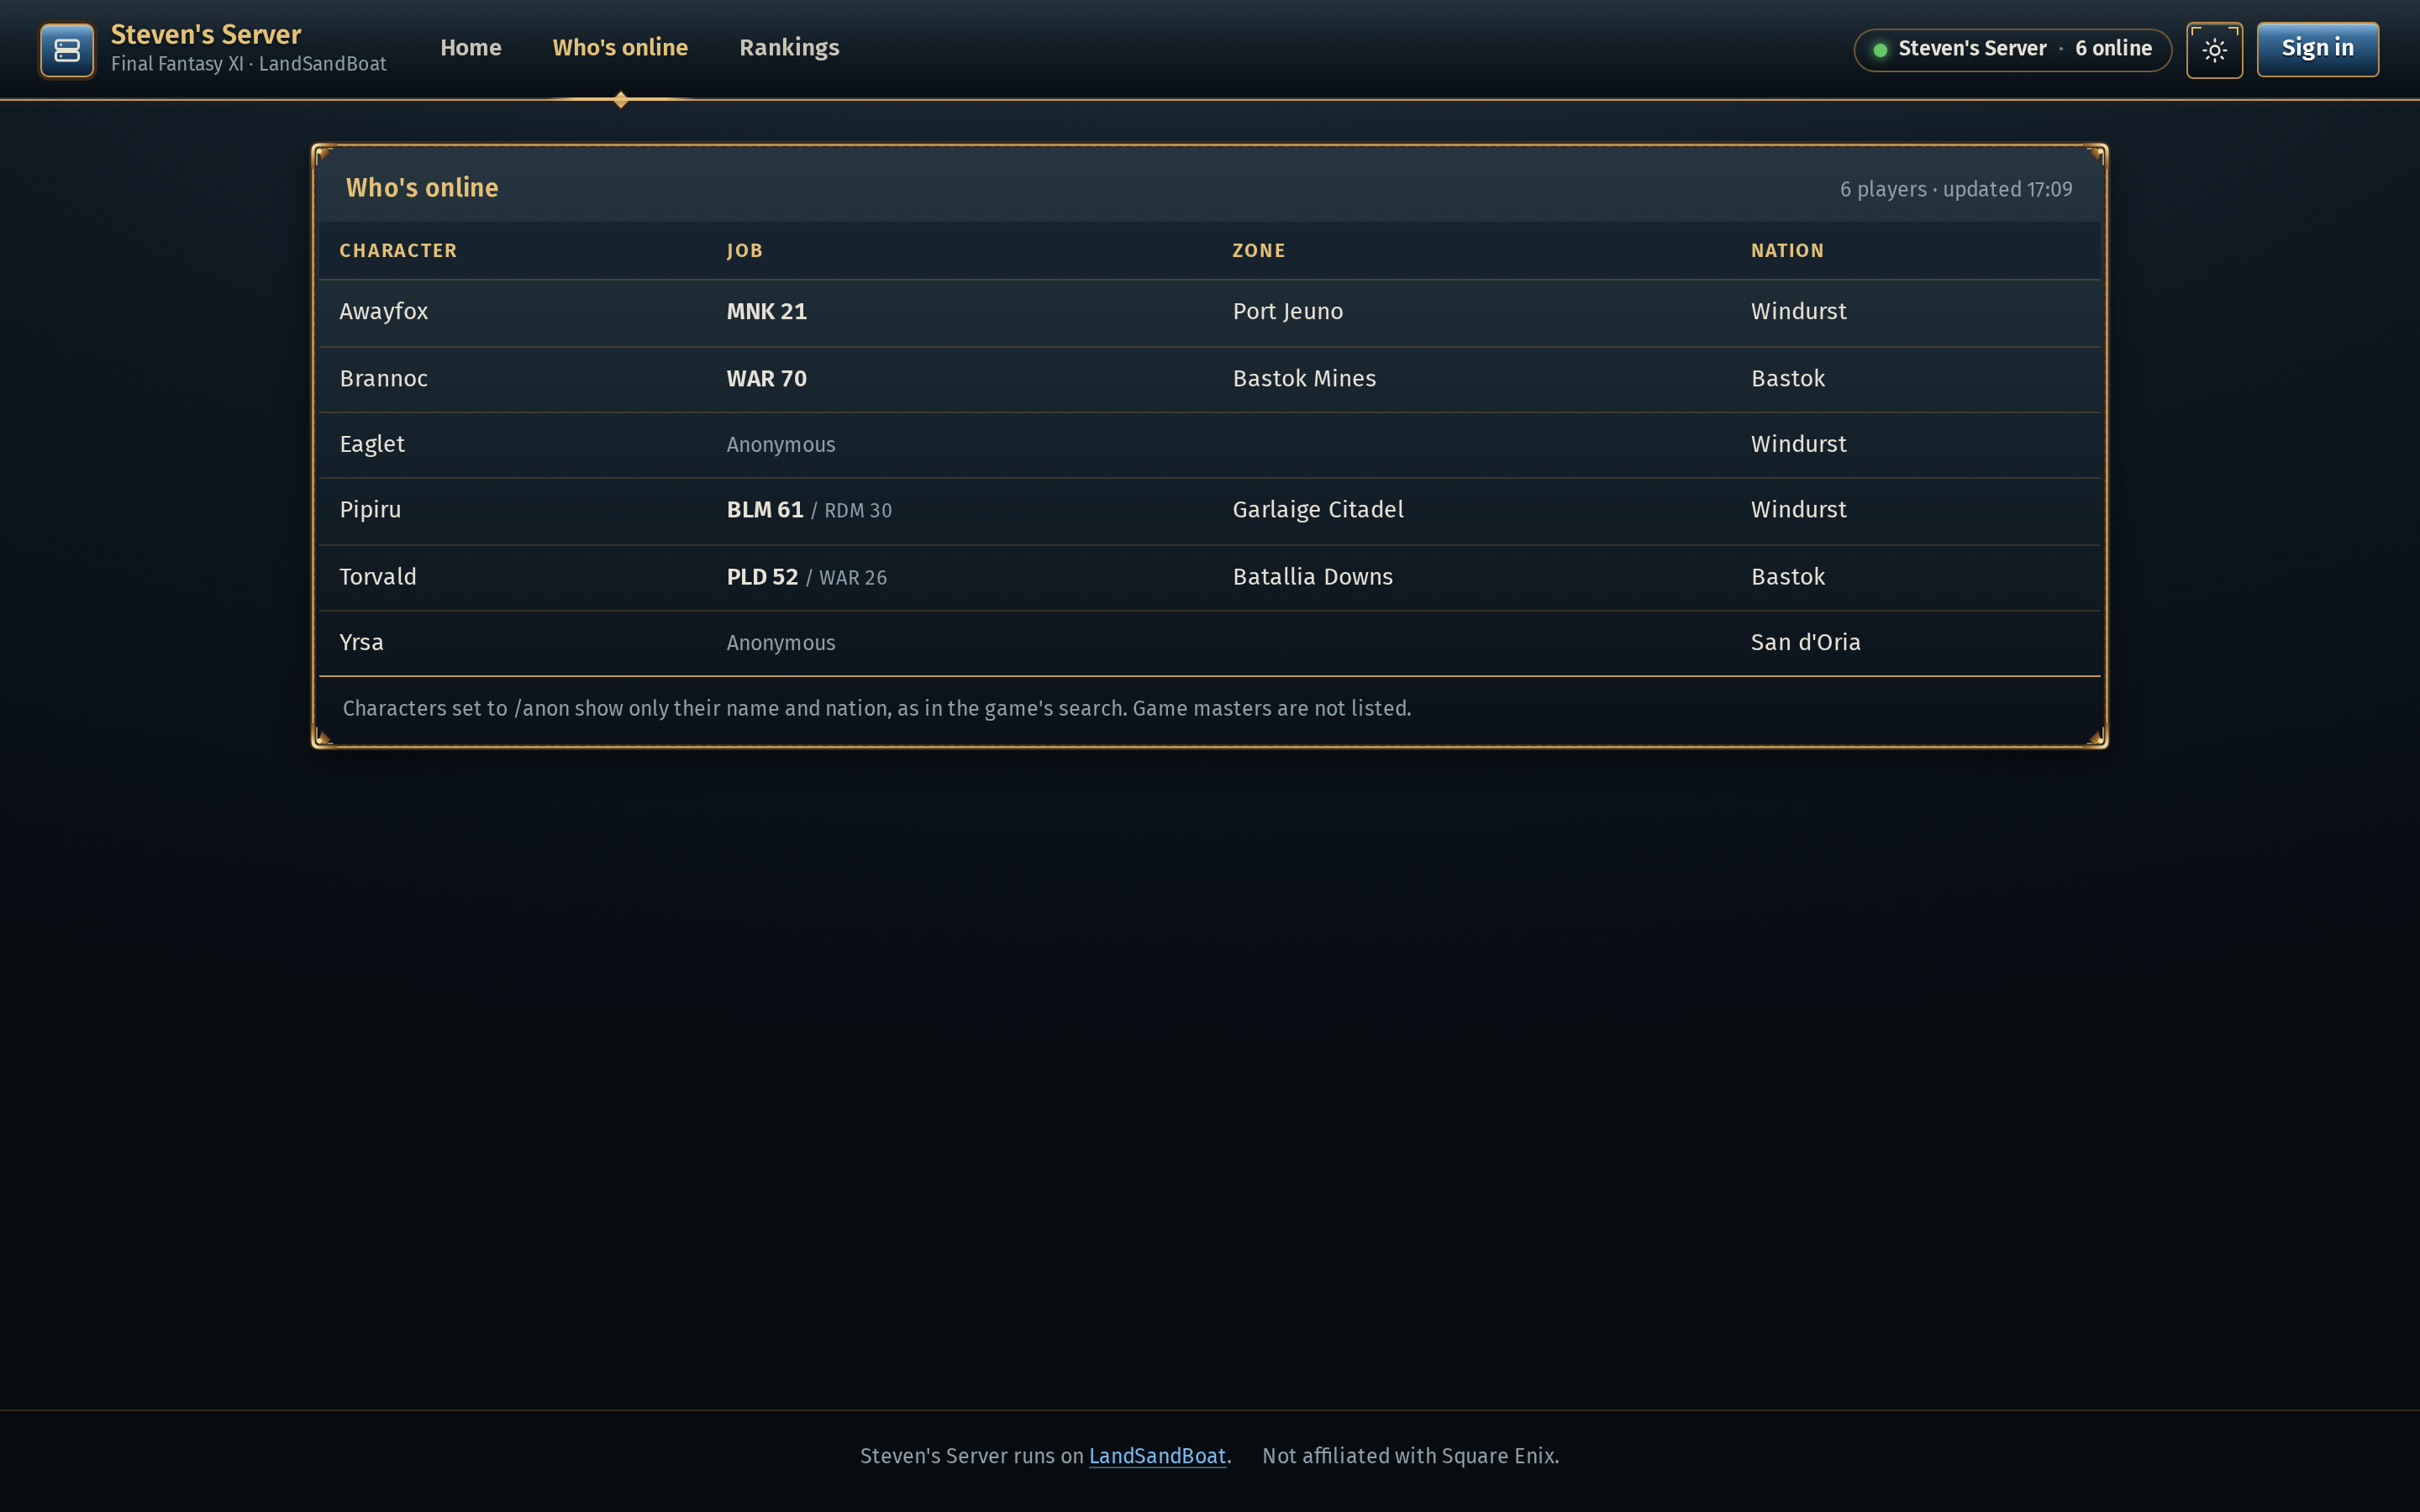 Steven's Server
Final Fantasy XI · LandSandBoat
Home Who's online Rankings
Steven's Server · 6 online
Sign in
Who's online
6 players · updated 17:09
CHARACTER JOB ZONE NATION
Awayfox MNK 21 Port Jeuno Windurst
Brannoc WAR 70 Bastok Mines Bastok
Eaglet Anonymous Windurst
Pipiru BLM 61 / RDM 30 Garlaige Citadel Windurst
Torvald PLD 52 / WAR 26 Batallia Downs Bastok
Yrsa Anonymous San d'Oria
Characters set to /anon show only their name and nation, as in the game's search. Game masters are not listed.
Steven's Server runs on LandSandBoat. Not affiliated with Square Enix.